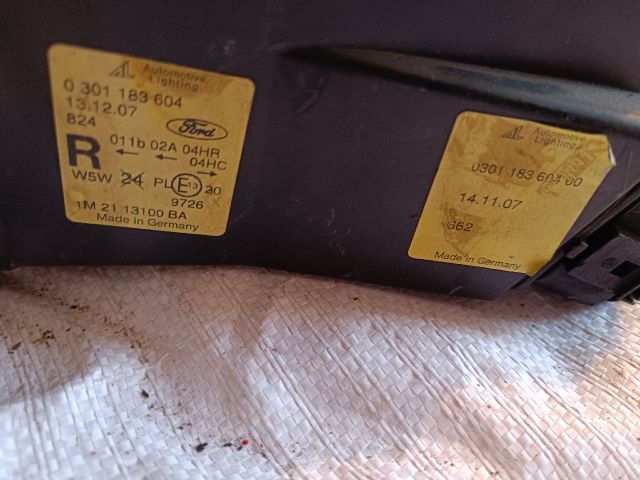 Automotive
Lighting
0 301 183 604
13.12.07
824
Ford
R 011b 02A 04HR
04HC
W5W 24 PL E 13 20
9726
1M 21 13100 BA
Made in Germany
Automotive
Lighting
0301 183 604 00
14.11.07
662
Made in Germany